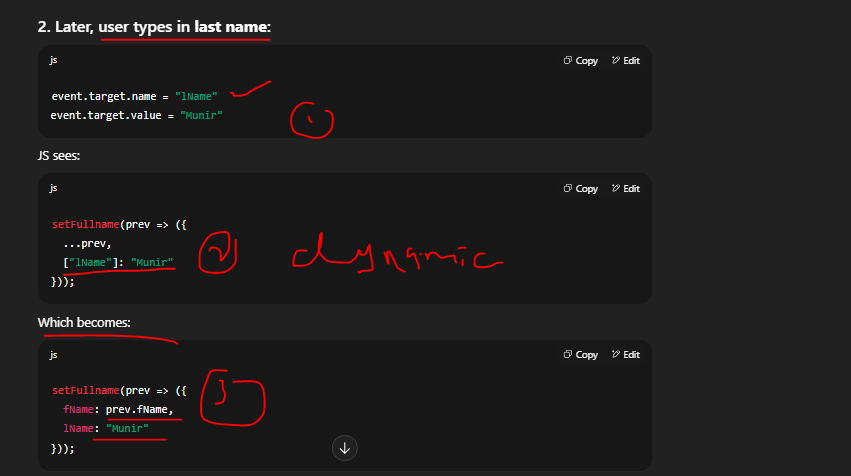 2. Later, user types in last name:
js Copy Edit
event.target.name = "lName"
event.target.value = "Munir"
1
JS sees:
js Copy Edit
setFullname(prev => ({
...prev,
["lName"]: "Munir"
}));
2 dynamic
Which becomes:
js Copy Edit
setFullname(prev => ({
fName: prev.fName,
lName: "Munir"
}));
3